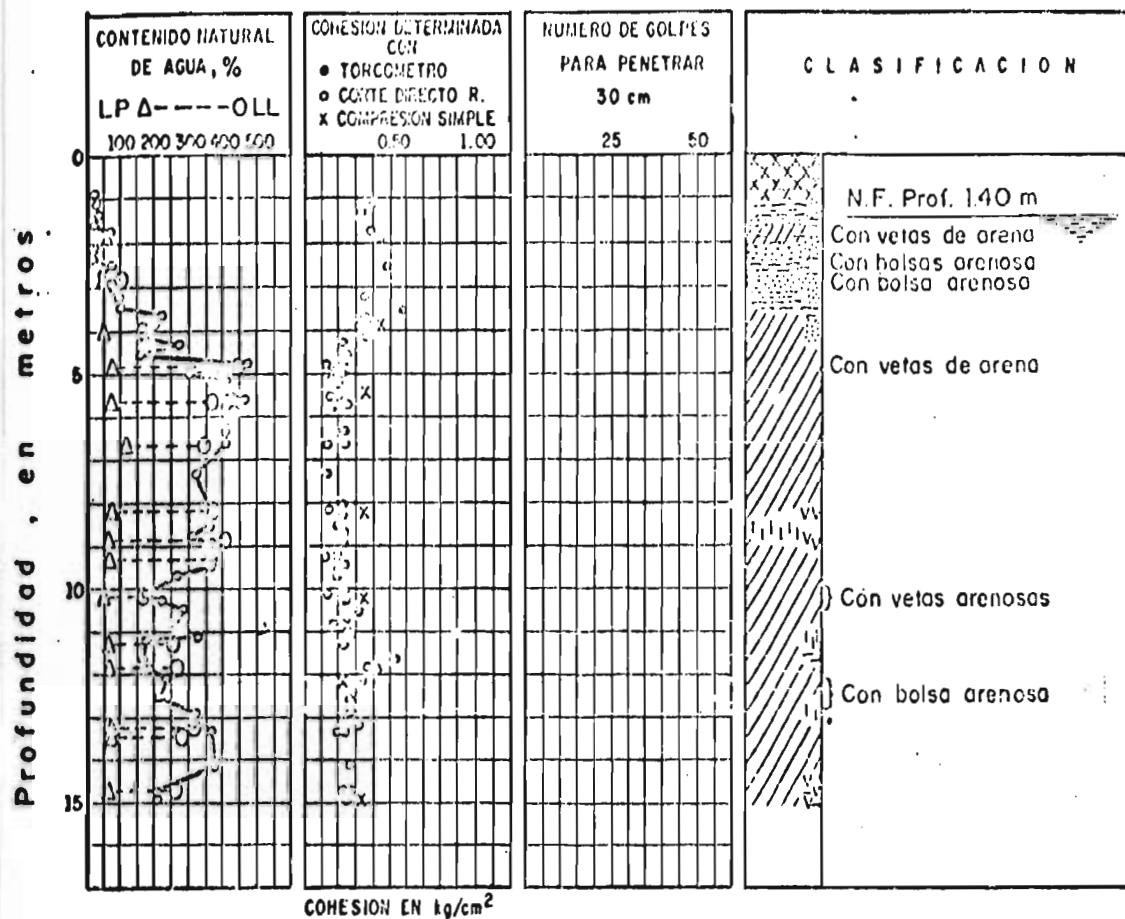 CONTENIDO NATURAL
DE AGUA, %
LP Δ-----O LL
100 200 300 400 500
COHESION DETERMINADA
CON
• TORCOMETRO
o CORTE DIRECTO R.
x COMPRESION SIMPLE
0.50 1.00
NUMERO DE GOLPES
PARA PENETRAR
30 cm
25 50
CLASIFICACION
Profundidad, en metros
0
5
10
15
N.F. Prof. 1.40 m
Con vetas de arena
Con bolsas arenosa
Con bolsa arenosa
Con vetas de arena
Con vetas arenosas
Con bolsa arenosa
COHESION EN kg/cm²